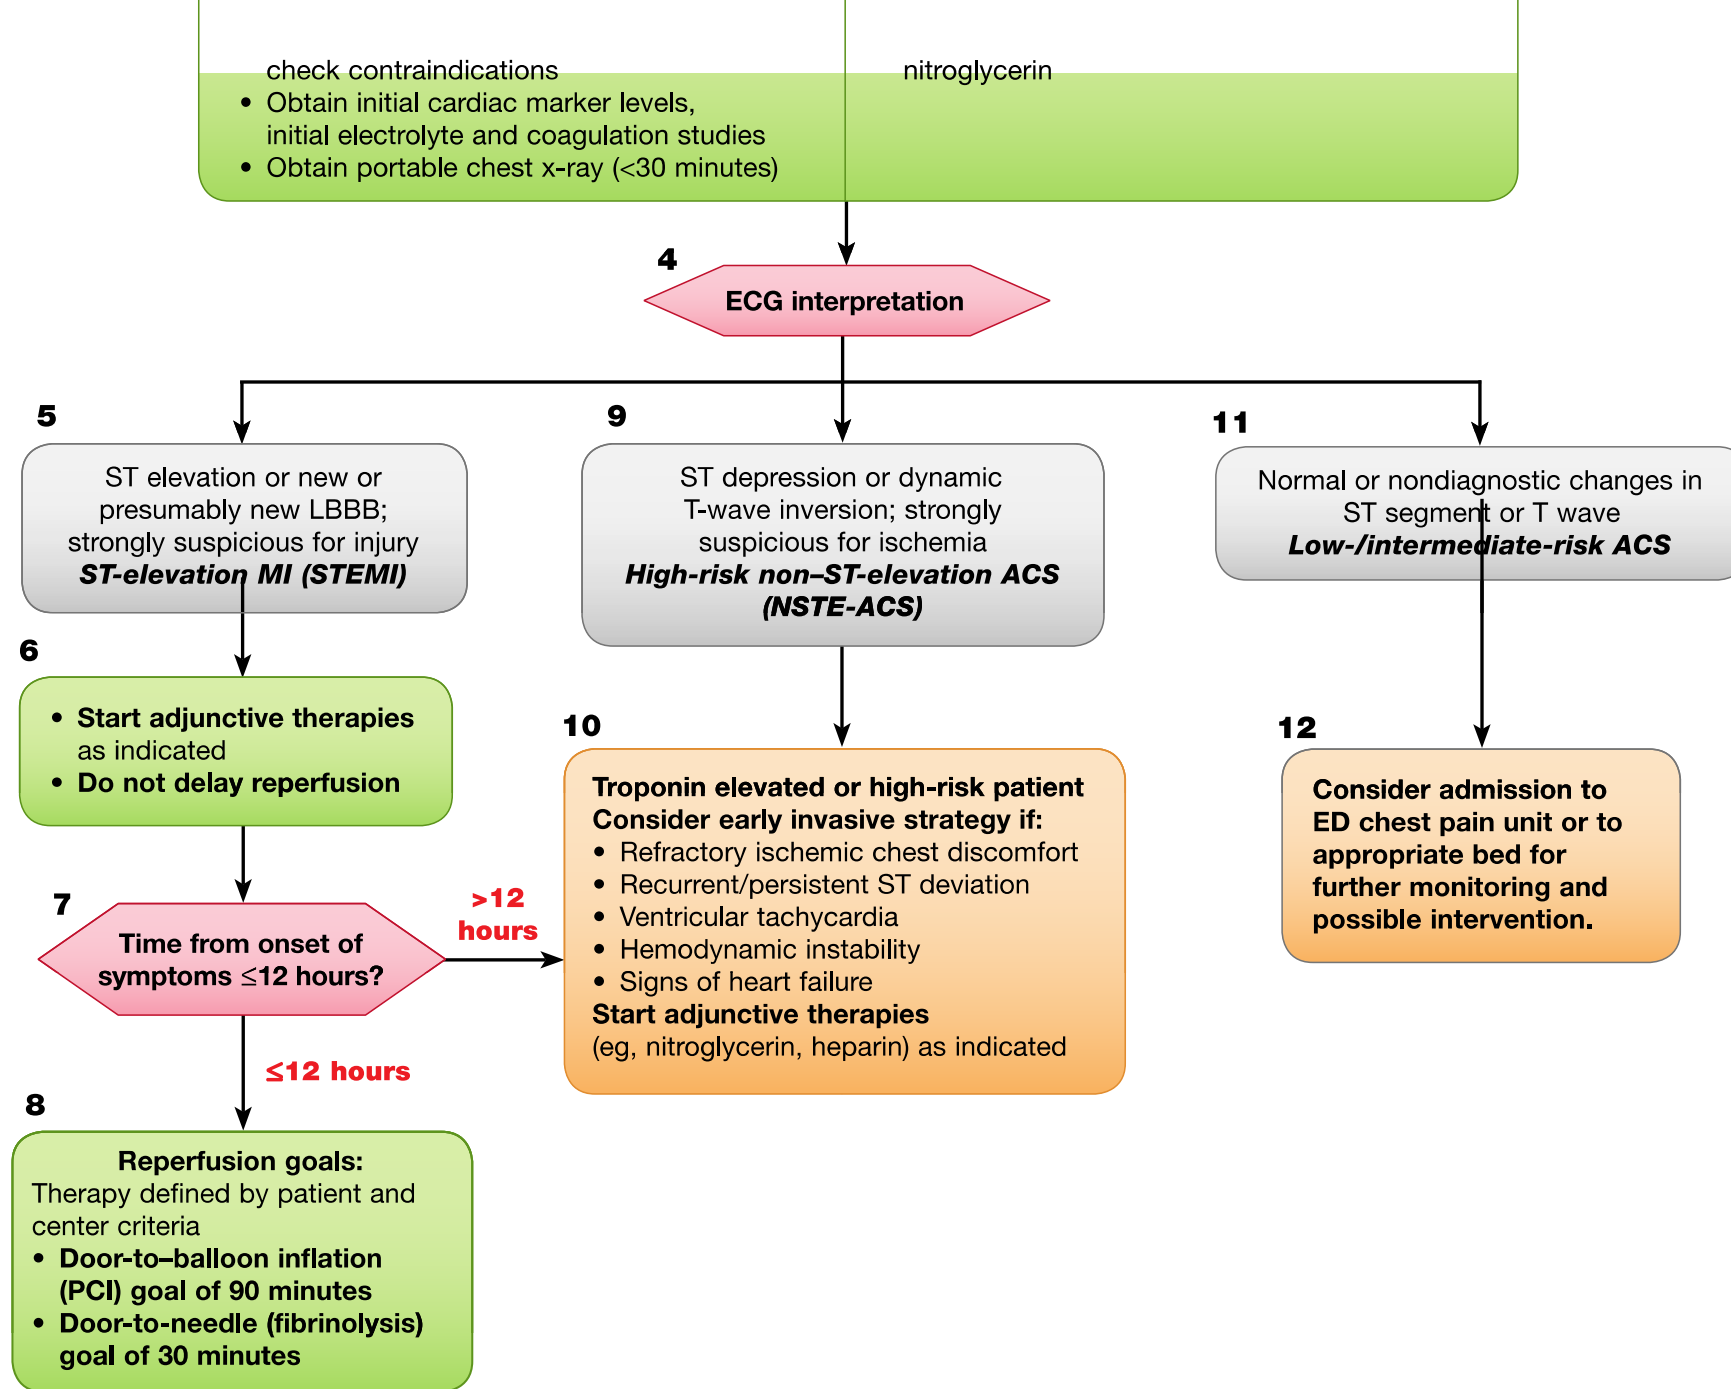 check contraindications
• Obtain initial cardiac marker levels,
initial electrolyte and coagulation studies
• Obtain portable chest x-ray (<30 minutes)
nitroglycerin
4
ECG interpretation
5
ST elevation or new or
presumably new LBBB;
strongly suspicious for injury
ST-elevation MI (STEMI)
6
• Start adjunctive therapies
as indicated
• Do not delay reperfusion
7
Time from onset of
symptoms ≤12 hours?
>12
hours
≤12 hours
8
Reperfusion goals:
Therapy defined by patient and
center criteria
• Door-to–balloon inflation
(PCI) goal of 90 minutes
• Door-to-needle (fibrinolysis)
goal of 30 minutes
9
ST depression or dynamic
T-wave inversion; strongly
suspicious for ischemia
High-risk non–ST-elevation ACS
(NSTE-ACS)
10
Troponin elevated or high-risk patient
Consider early invasive strategy if:
• Refractory ischemic chest discomfort
• Recurrent/persistent ST deviation
• Ventricular tachycardia
• Hemodynamic instability
• Signs of heart failure
Start adjunctive therapies
(eg, nitroglycerin, heparin) as indicated
11
Normal or nondiagnostic changes in
ST segment or T wave
Low-/intermediate-risk ACS
12
Consider admission to
ED chest pain unit or to
appropriate bed for
further monitoring and
possible intervention.